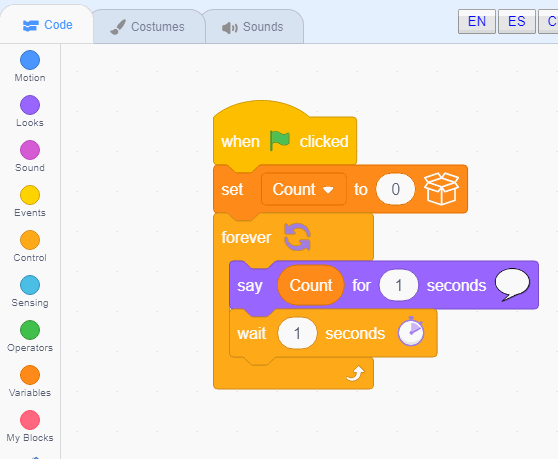 Code
Costumes
Sounds
EN
ES
Motion
Looks
Sound
Events
Control
Sensing
Operators
Variables
My Blocks
when clicked
set Count to 0
forever
say Count for 1 seconds
wait 1 seconds